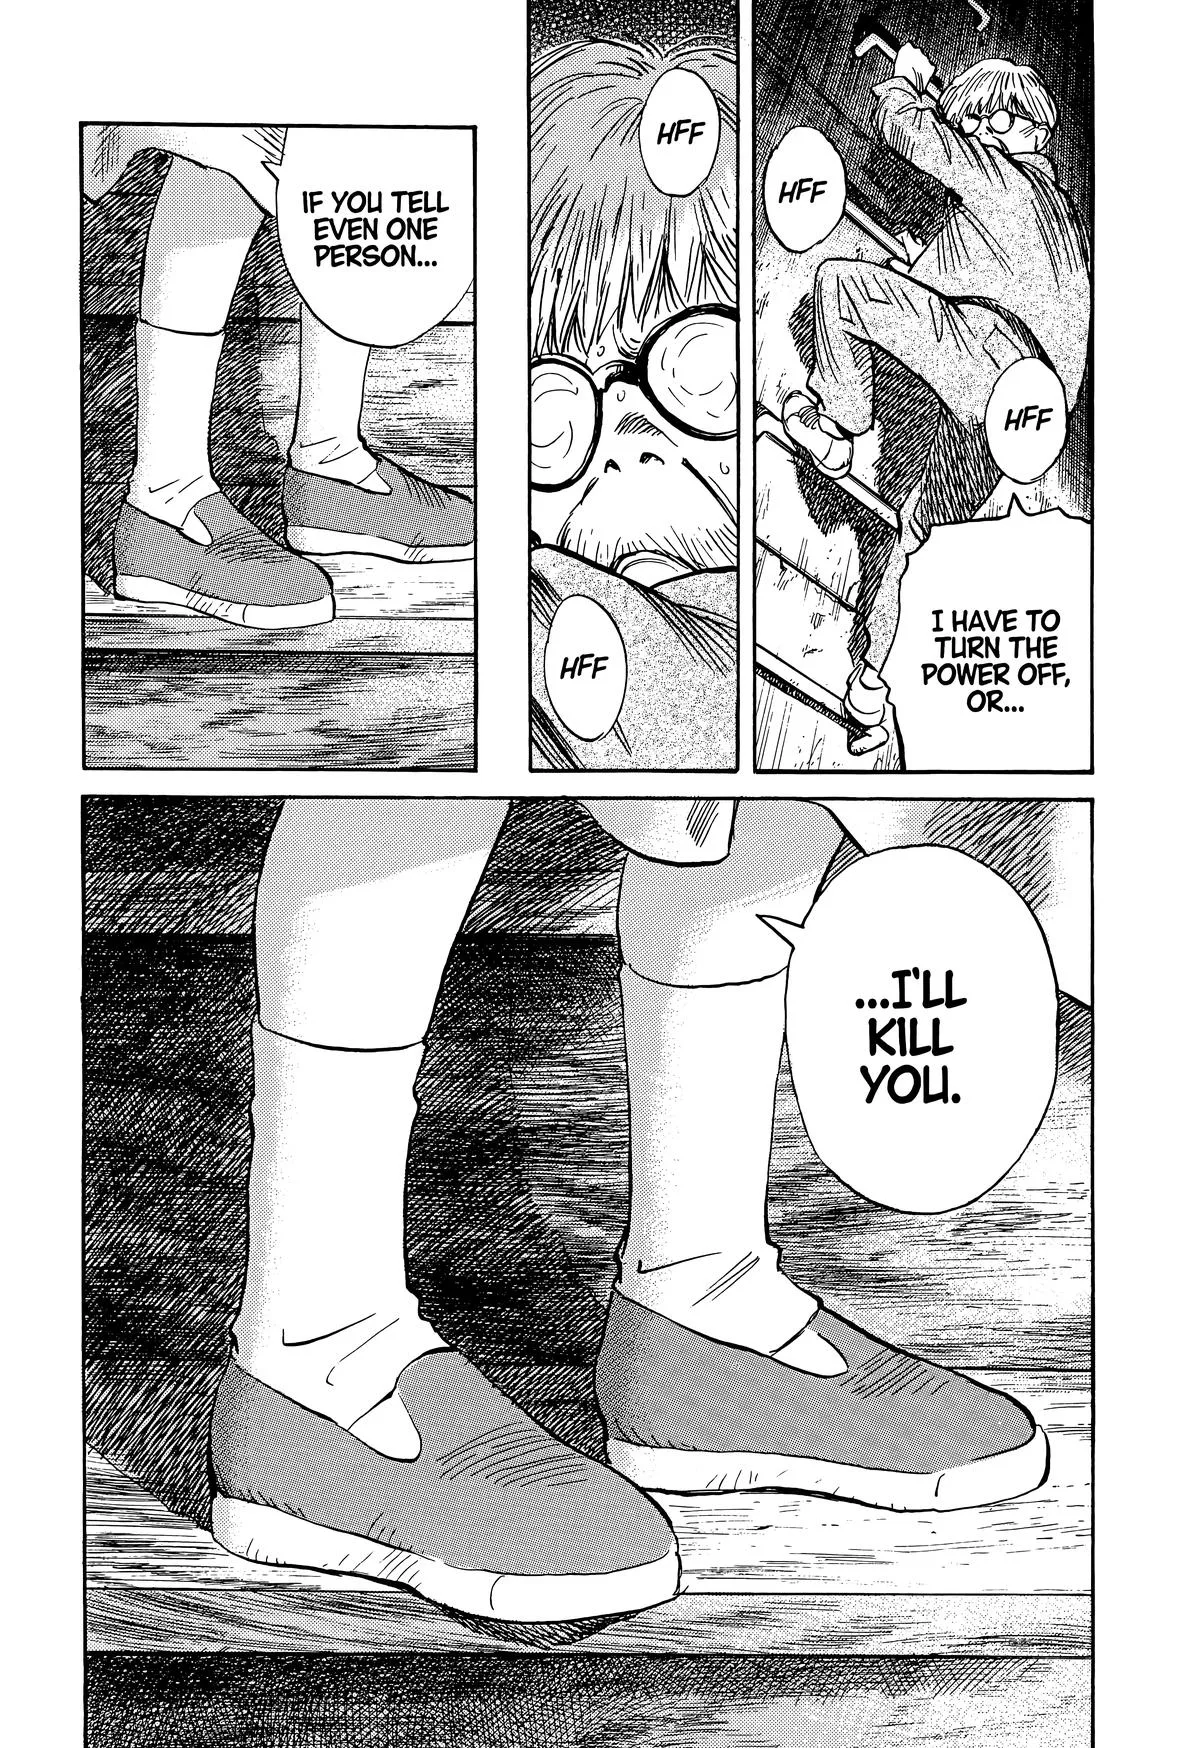 HFF
HFF
HFF
I HAVE TO
TURN THE
POWER OFF,
OR...
HFF
IF YOU TELL
EVEN ONE
PERSON...
...I'LL
KILL
YOU.